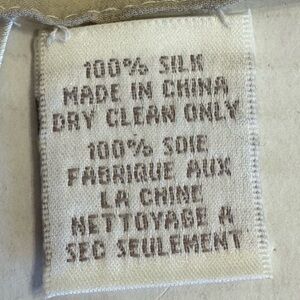 100% SILK
MADE IN CHINA
DRY CLEAN ONLY
100% SOIE
FABRIQUE AUX
LA CHINE
NETTOYAGE A
SEC SEULEMENT